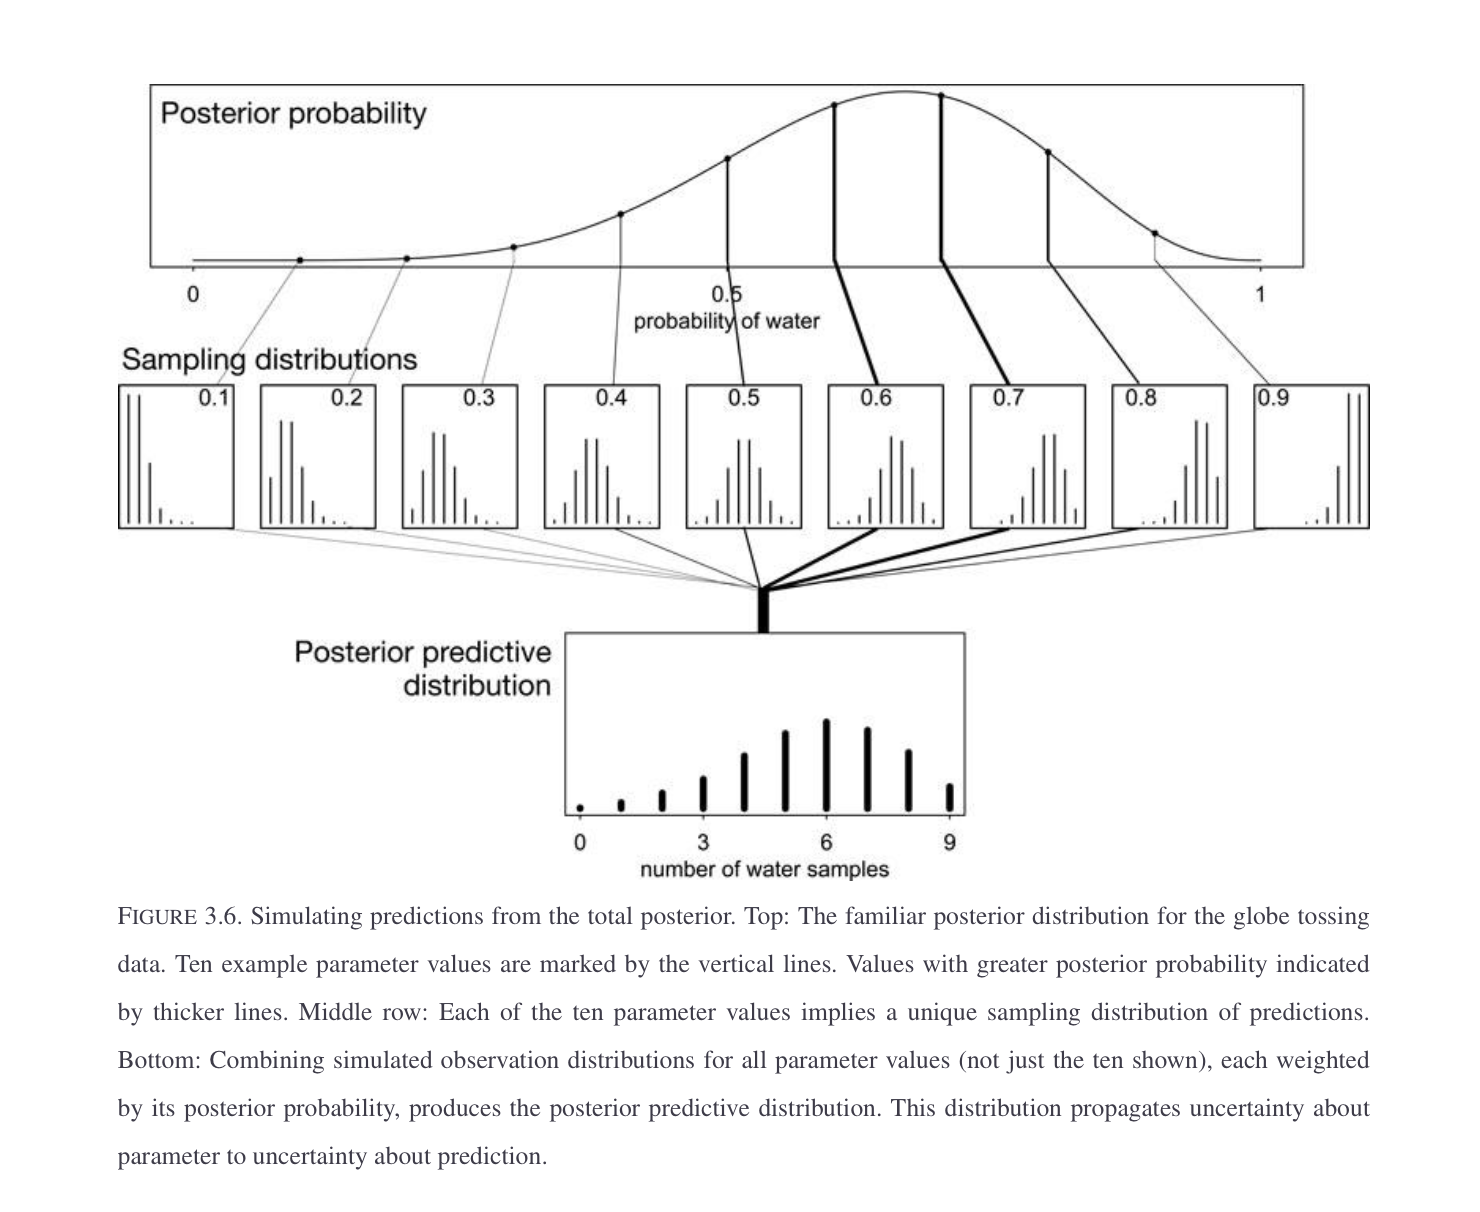 Posterior probability
0
0.5
1
probability of water
Sampling distributions
0.1
0.2
0.3
0.4
0.5
0.6
0.7
0.8
0.9
Posterior predictive
distribution
0
3
6
9
number of water samples
FIGURE 3.6. Simulating predictions from the total posterior. Top: The familiar posterior distribution for the globe tossing
data. Ten example parameter values are marked by the vertical lines. Values with greater posterior probability indicated
by thicker lines. Middle row: Each of the ten parameter values implies a unique sampling distribution of predictions.
Bottom: Combining simulated observation distributions for all parameter values (not just the ten shown), each weighted
by its posterior probability, produces the posterior predictive distribution. This distribution propagates uncertainty about
parameter to uncertainty about prediction.